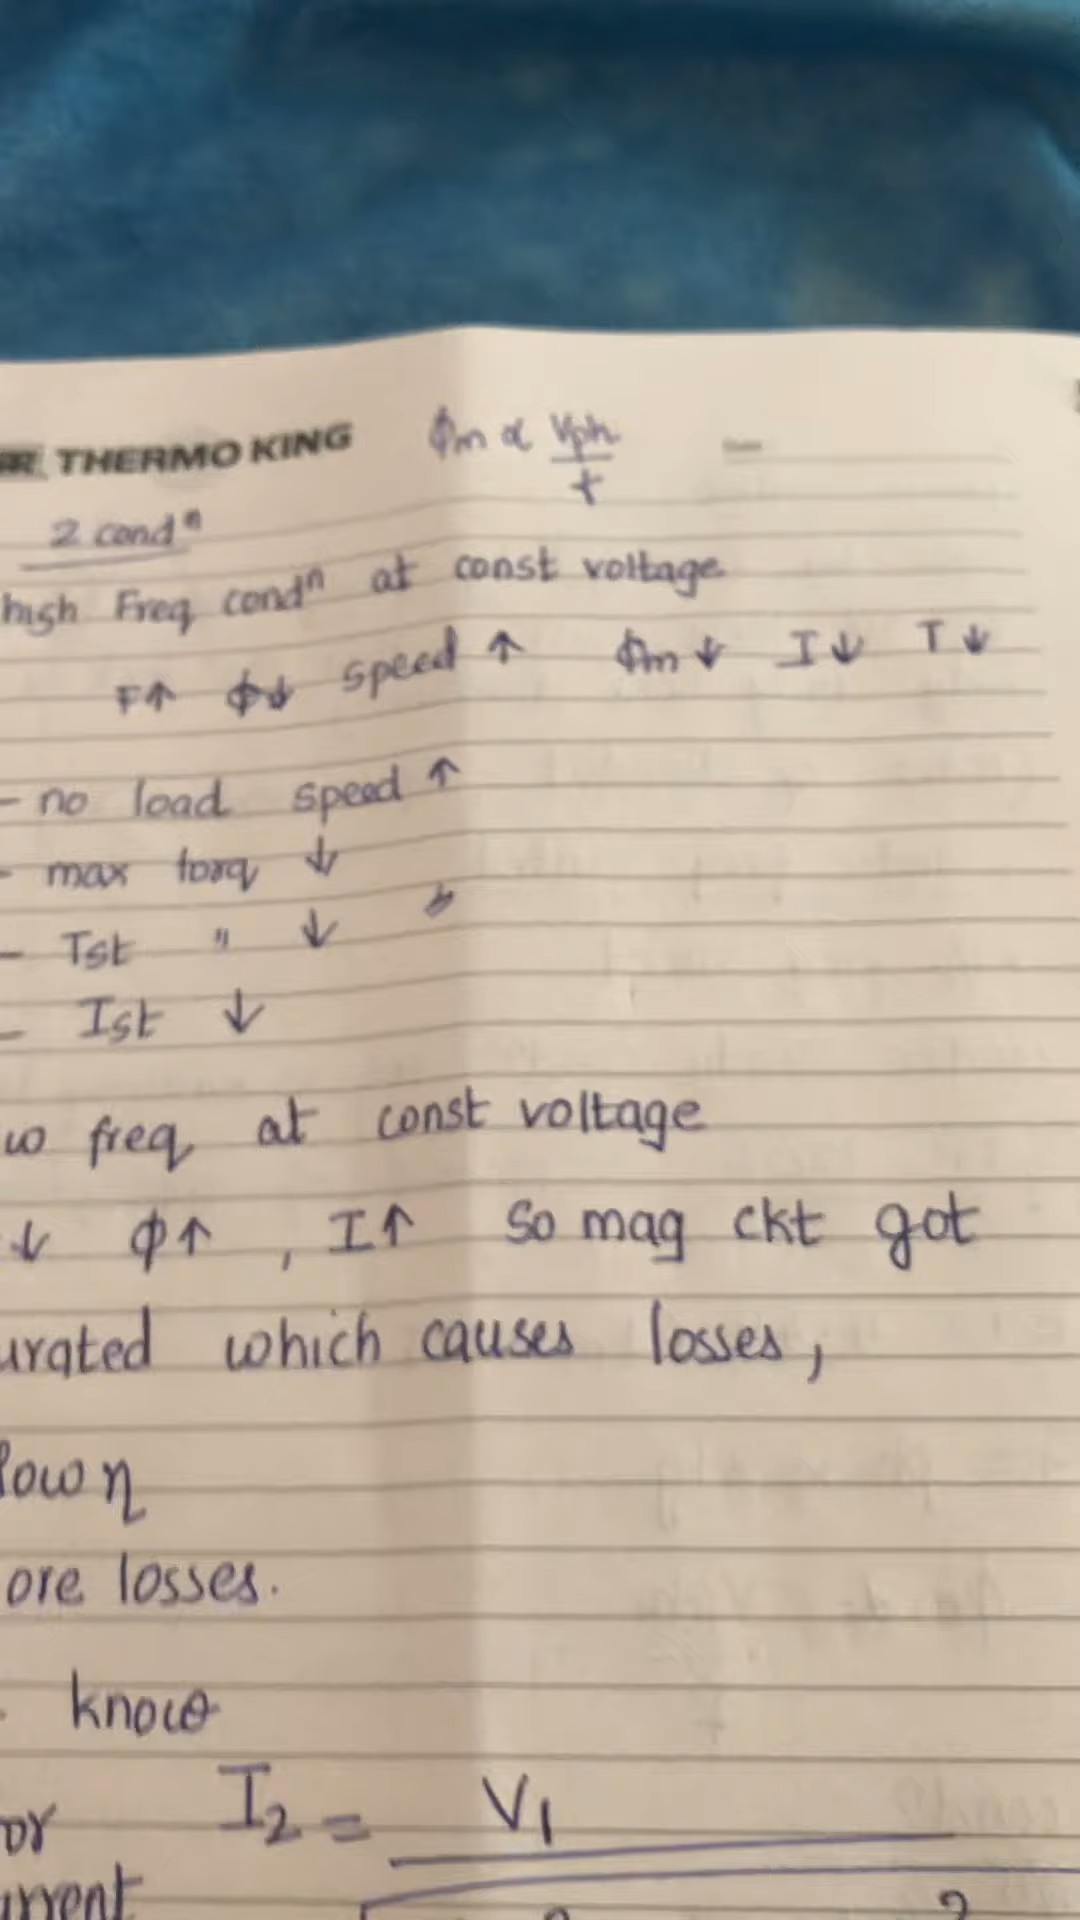 THERMO KING ϕm ∝ Vph / f
2 condⁿ
high Freq condⁿ at const voltage
F↑ ϕ↓ speed ↑ ϕm ↓ I↓ T↓
- no load speed ↑
- max torq ↓
- Tst " ↓
- Ist ↓
w freq at const voltage
↓ ϕ↑ , I↑ So mag ckt got
urated which causes losses,
low η
ore losses.
know
or I₂ = V₁
urrent 2